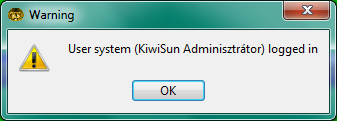 Warning
User system (KiwiSun Adminisztrátor) logged in
OK